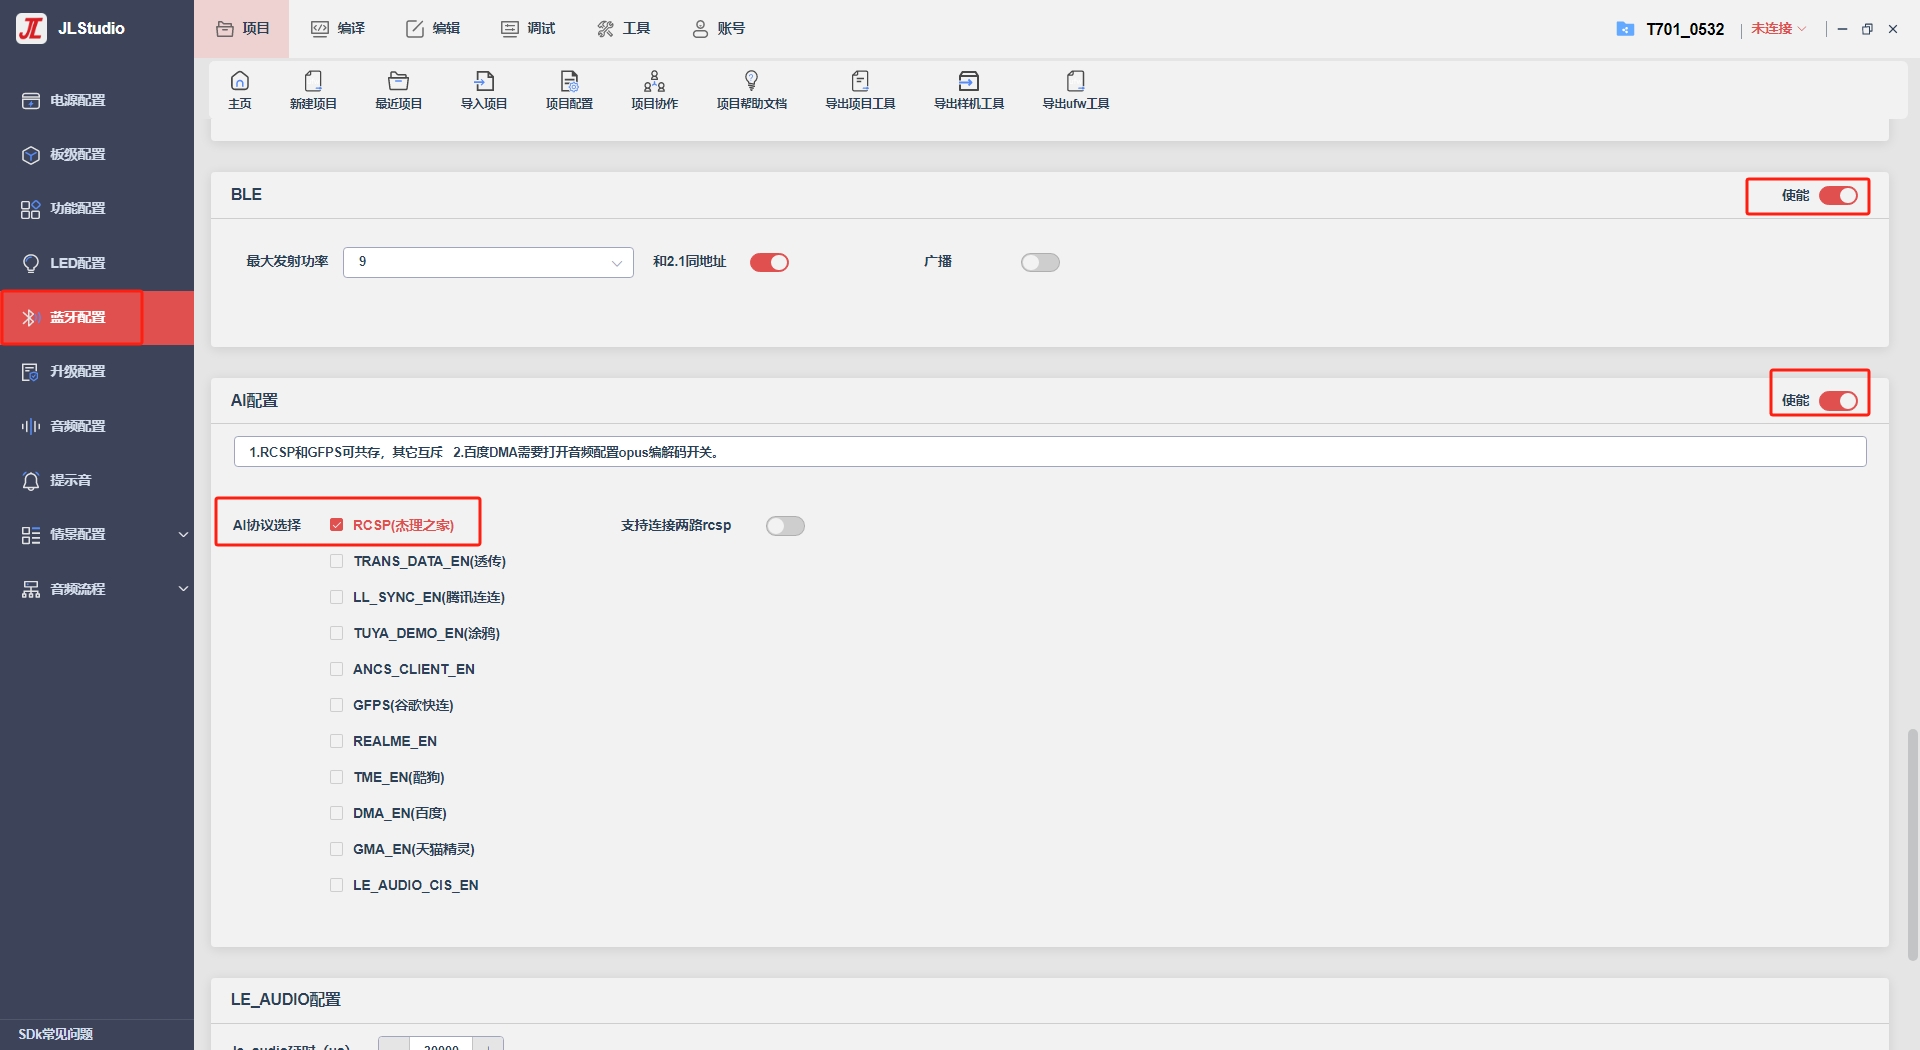 JLStudio
项目
编译
编辑
调试
工具
账号
T701_0532
未连接
主页
新建项目
最近项目
导入项目
项目配置
项目协作
项目帮助文档
导出项目工具
导出样机工具
导出ufw工具
电源配置
板级配置
功能配置
LED配置
蓝牙配置
升级配置
音频配置
提示音
情景配置
音频流程
SDk常见问题
BLE
使能
最大发射功率
9
和2.1同地址
广播
AI配置
使能
1.RCSP和GFPS可共存，其它互斥 2.百度DMA需要打开音频配置opus编解码开关。
AI协议选择
RCSP(杰理之家)
支持连接两路rcsp
TRANS_DATA_EN(透传)
LL_SYNC_EN(腾讯连连)
TUYA_DEMO_EN(涂鸦)
ANCS_CLIENT_EN
GFPS(谷歌快连)
REALME_EN
TME_EN(酷狗)
DMA_EN(百度)
GMA_EN(天猫精灵)
LE_AUDIO_CIS_EN
LE_AUDIO配置